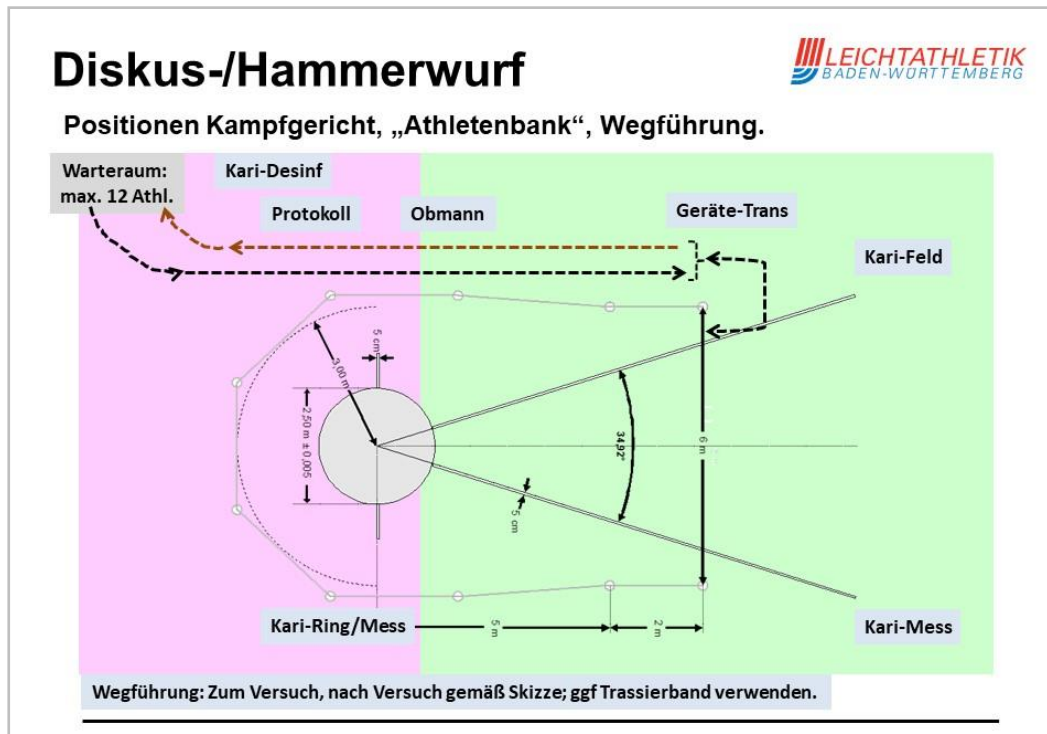 Diskus-/Hammerwurf
LEICHTATHLETIK
BADEN-WÜRTTEMBERG
Positionen Kampfgericht, „Athletenbank“, Wegführung.
Warteraum:
max. 12 Athl.
Kari-Desinf
Protokoll
Obmann
Geräte-Trans
Kari-Feld
5 cm
3,00 m
2,50 m ± 0,005
34,92°
6 m
5 cm
Kari-Ring/Mess
5 m
2 m
Kari-Mess
Wegführung: Zum Versuch, nach Versuch gemäß Skizze; ggf Trassierband verwenden.